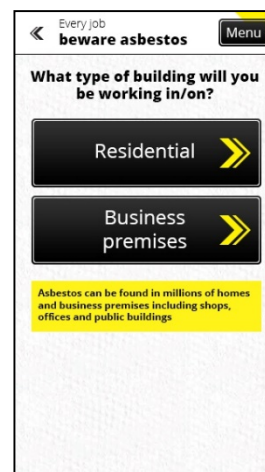 Every job
beware asbestos
Menu
What type of building will you
be working in/on?
Residential
Business
premises
Asbestos can be found in millions of homes
and business premises including shops,
offices and public buildings